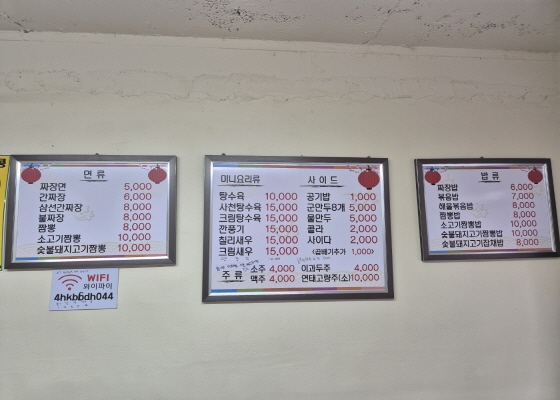 면 류
짜장면 5,000
간짜장 6,000
삼선간짜장 8,000
불짜장 8,000
짬뽕 8,000
소고기짬뽕 10,000
숯불돼지고기짬뽕 10,000
WIFI
와이파이
미니요리류
탕수육 10,000
사천탕수육 15,000
크림탕수육 15,000
깐풍기 15,000
칠리새우 15,000
크림새우 15,000
사 이 드
공기밥 1,000
군만두8개 5,000
물만두 5,000
콜라 2,000
사이다 2,000
<곱빼기추가 1,000>
주 류
소주 4,000 이과두주 4,000
맥주 4,000 연태고량주(소)10,000
밥 류
짜장밥 6,000
볶음밥 7,000
해물볶음밥 8,000
짬뽕밥 8,000
소고기짬뽕밥 10,000
숯불돼지고기짬뽕밥 10,000
숯불돼지고기잡채밥 8,000